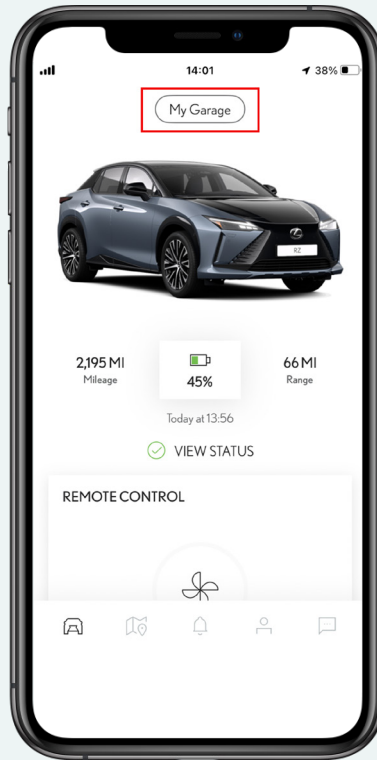 14:01
38%
My Garage
RZ
2,195 MI
45%
66 MI
Mileage
Range
Today at 13:56
VIEW STATUS
REMOTE CONTROL